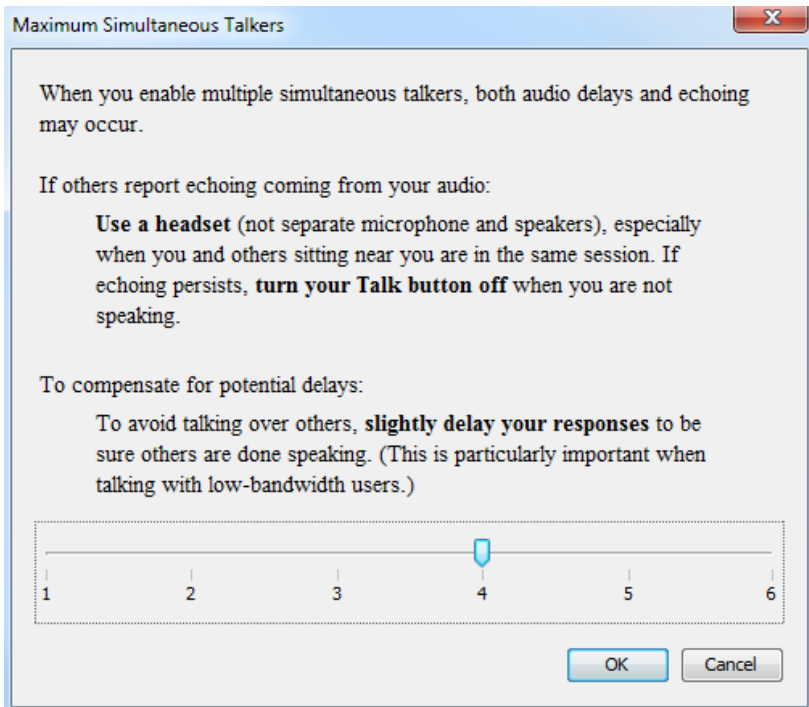 Maximum Simultaneous Talkers
When you enable multiple simultaneous talkers, both audio delays and echoing
may occur.
If others report echoing coming from your audio:
Use a headset (not separate microphone and speakers), especially
when you and others sitting near you are in the same session. If
echoing persists, turn your Talk button off when you are not
speaking.
To compensate for potential delays:
To avoid talking over others, slightly delay your responses to be
sure others are done speaking. (This is particularly important when
talking with low-bandwidth users.)
1 2 3 4 5 6
OK Cancel